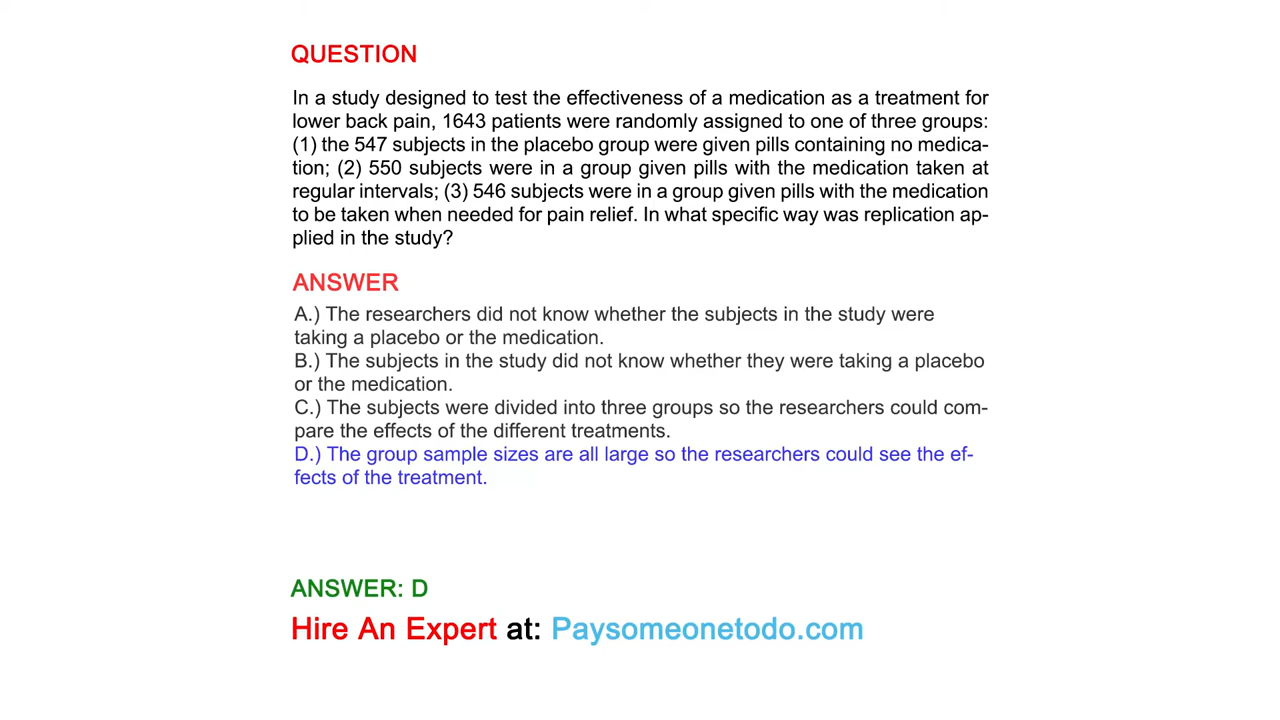 QUESTION
In a study designed to test the effectiveness of a medication as a treatment for
lower back pain, 1643 patients were randomly assigned to one of three groups:
(1) the 547 subjects in the placebo group were given pills containing no medica-
tion; (2) 550 subjects were in a group given pills with the medication taken at
regular intervals; (3) 546 subjects were in a group given pills with the medication
to be taken when needed for pain relief. In what specific way was replication ap-
plied in the study?
ANSWER
A.) The researchers did not know whether the subjects in the study were
taking a placebo or the medication.
B.) The subjects in the study did not know whether they were taking a placebo
or the medication.
C.) The subjects were divided into three groups so the researchers could com-
pare the effects of the different treatments.
D.) The group sample sizes are all large so the researchers could see the ef-
fects of the treatment.
ANSWER: D
Hire An Expert at: Paysomeonetodo.com